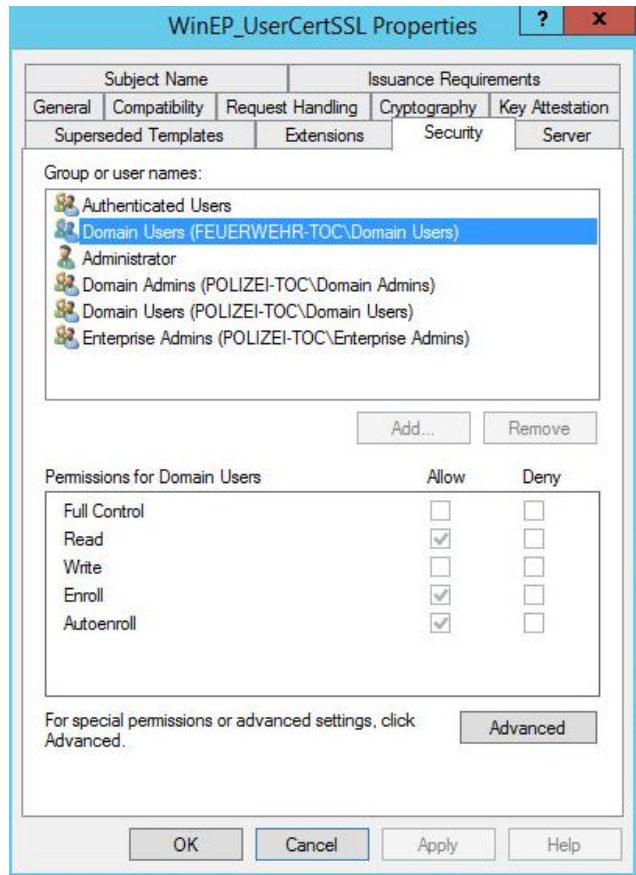 WinEP_UserCertSSL Properties
?
x
Subject Name
Issuance Requirements
General
Compatibility
Request Handling
Cryptography
Key Attestation
Superseded Templates
Extensions
Security
Server
Group or user names:
Authenticated Users
Domain Users (FEUERWEHR-TOC\Domain Users)
Administrator
Domain Admins (POLIZEI-TOC\Domain Admins)
Domain Users (POLIZEI-TOC\Domain Users)
Enterprise Admins (POLIZEI-TOC\Enterprise Admins)
Add...
Remove
Permissions for Domain Users
Allow
Deny
Full Control
Read
Write
Enroll
Autoenroll
For special permissions or advanced settings, click
Advanced.
Advanced
OK
Cancel
Apply
Help